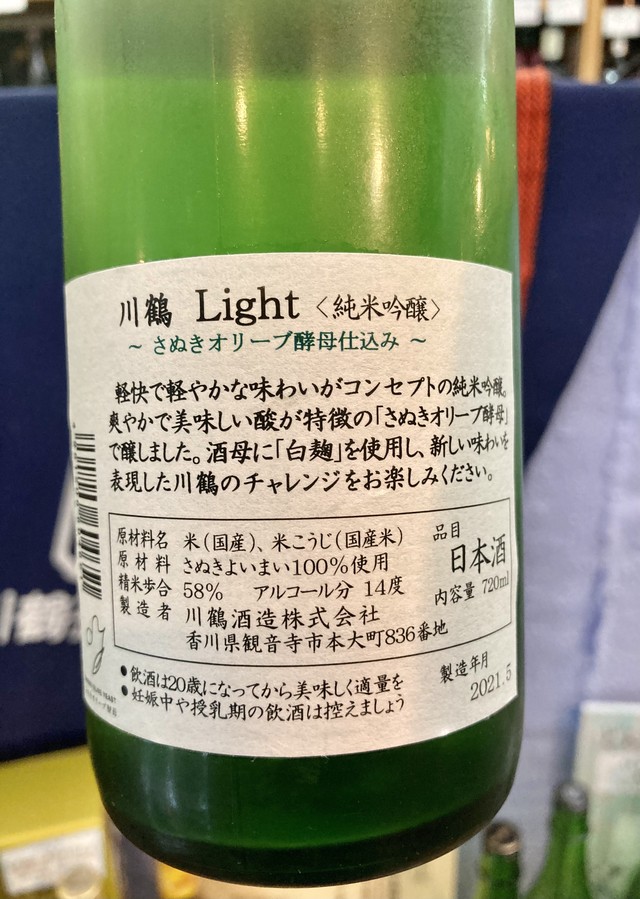 川鶴 Light〈純米吟醸〉
～ さぬきオリーブ酵母仕込み ～
軽快で軽やかな味わいがコンセプトの純米吟醸。
爽やかで美味しい酸が特徴の「さぬきオリーブ酵母」
で醸しました。酒母に「白麹」を使用し、新しい味わいを
表現した川鶴のチャレンジをお楽しみください。
原材料名 米(国産)、米こうじ(国産米)
原料米 さぬきよいまい100%使用
精米歩合 58% アルコール分 14度
製造者 川鶴酒造株式会社
香川県観音寺市本大町836番地
品目
日本酒
内容量 720ml
●飲酒は20歳になってから美味しく適量を
●妊娠中や授乳期の飲酒は控えましょう
製造年月
2021.5